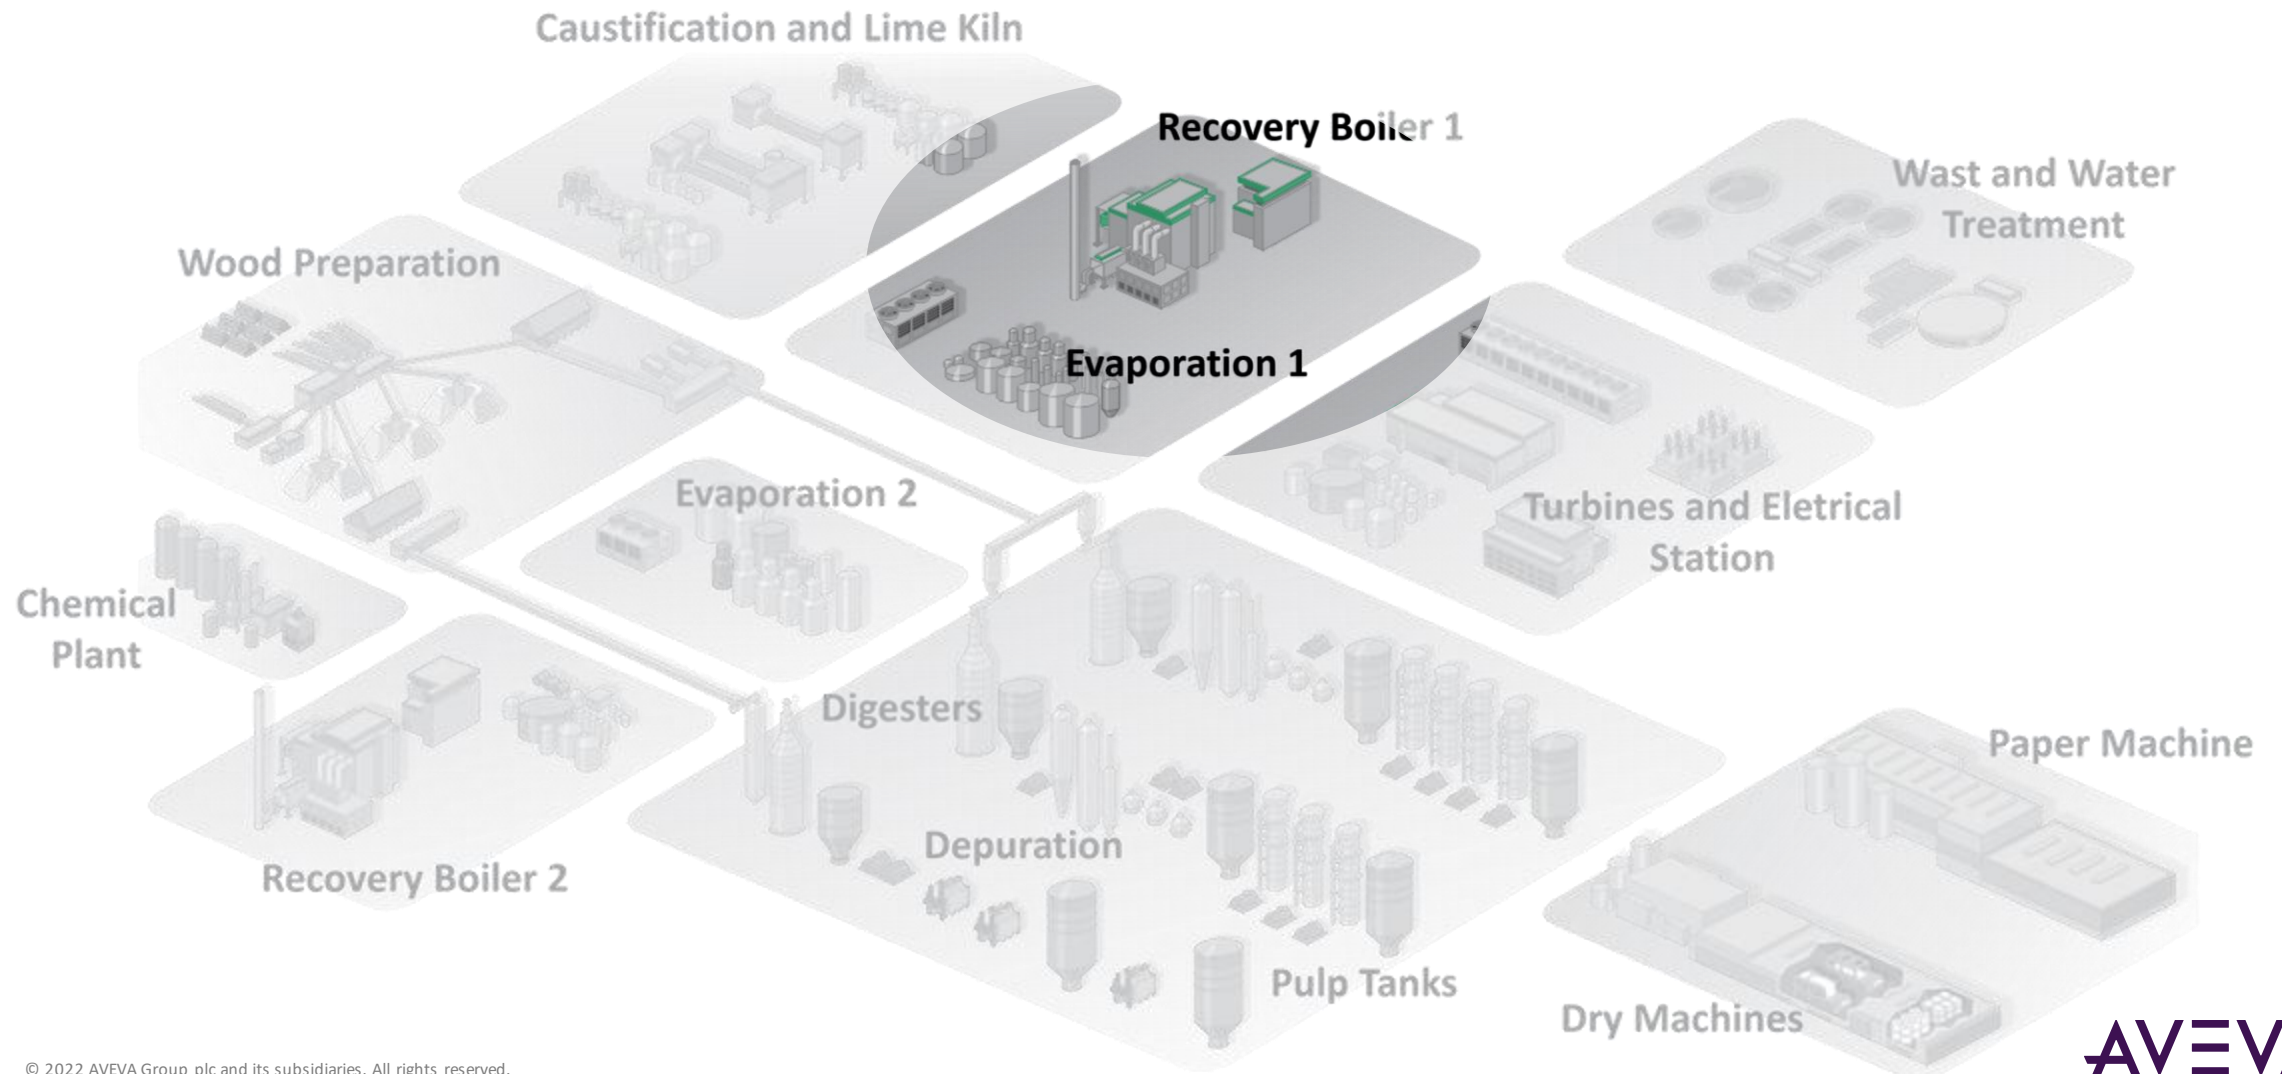 Caustification and Lime Kiln
Recovery Boiler 1
Wast and Water
Treatment
Wood Preparation
Evaporation 1
Evaporation 2
Turbines and Eletrical
Station
Chemical
Plant
Digesters
Paper Machine
Depuration
Recovery Boiler 2
Pulp Tanks
Dry Machines
AVEV
© 2022 AVEVA Group plc and its subsidiaries. All rights reserved.